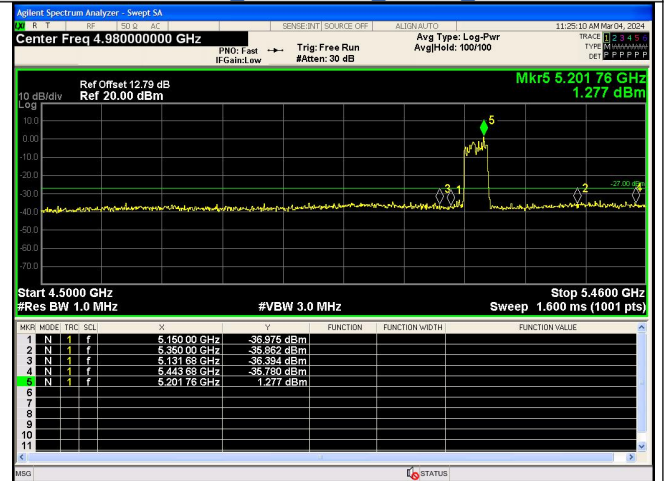 Agilent Spectrum Analyzer - Swept SA
R T RF 50 Ω AC SENSE:INT SOURCE OFF ALIGN AUTO 11:25:10 AM Mar 04, 2024
Center Freq 4.980000000 GHz Avg Type: Log-Pwr TRACE 1 2 3 4 5 6
PNO: Fast Trig: Free Run Avg|Hold: 100/100 TYPE M
IFGain:Low #Atten: 30 dB DET P P P P P P
Mkr5 5.201 76 GHz
Ref Offset 12.79 dB
10 dB/div Ref 20.00 dBm 1.277 dBm
Log
10.0
0.00
-10.0
-20.0
-27.00 dBm
-30.0
-40.0
-50.0
-60.0
-70.0
5
3 1 2 4
Start 4.5000 GHz Stop 5.4600 GHz
#Res BW 1.0 MHz #VBW 3.0 MHz Sweep 1.600 ms (1001 pts)
MKR MODE TRC SCL X Y FUNCTION FUNCTION WIDTH FUNCTION VALUE
1 N 1 f 5.150 00 GHz -36.975 dBm
2 N 1 f 5.350 00 GHz -35.862 dBm
3 N 1 f 5.131 68 GHz -36.394 dBm
4 N 1 f 5.443 68 GHz -35.780 dBm
5 N 1 f 5.201 76 GHz 1.277 dBm
6
7
8
9
10
11
MSG STATUS